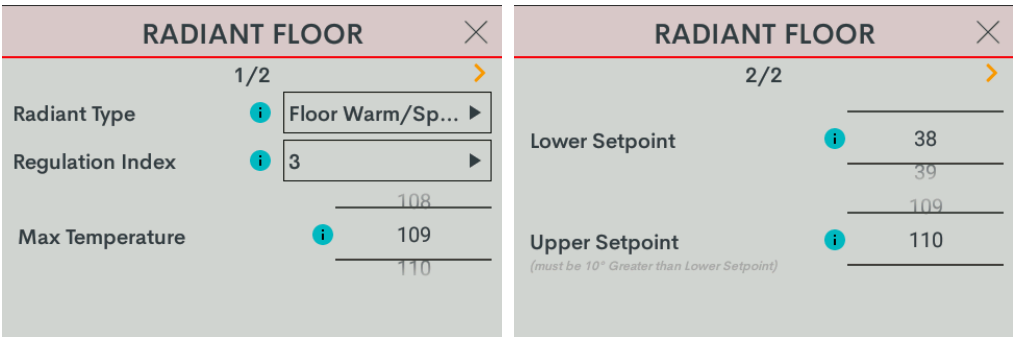 RADIANT FLOOR
1/2
Radiant Type
Floor Warm/Sp...
Regulation Index
3
108
Max Temperature
109
110
RADIANT FLOOR
2/2
Lower Setpoint
38
39
109
Upper Setpoint
110
(must be 10° Greater than Lower Setpoint)